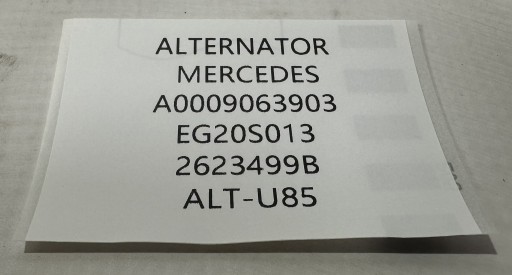 ALTERNATOR
MERCEDES
A0009063903
EG20S013
2623499B
ALT-U85